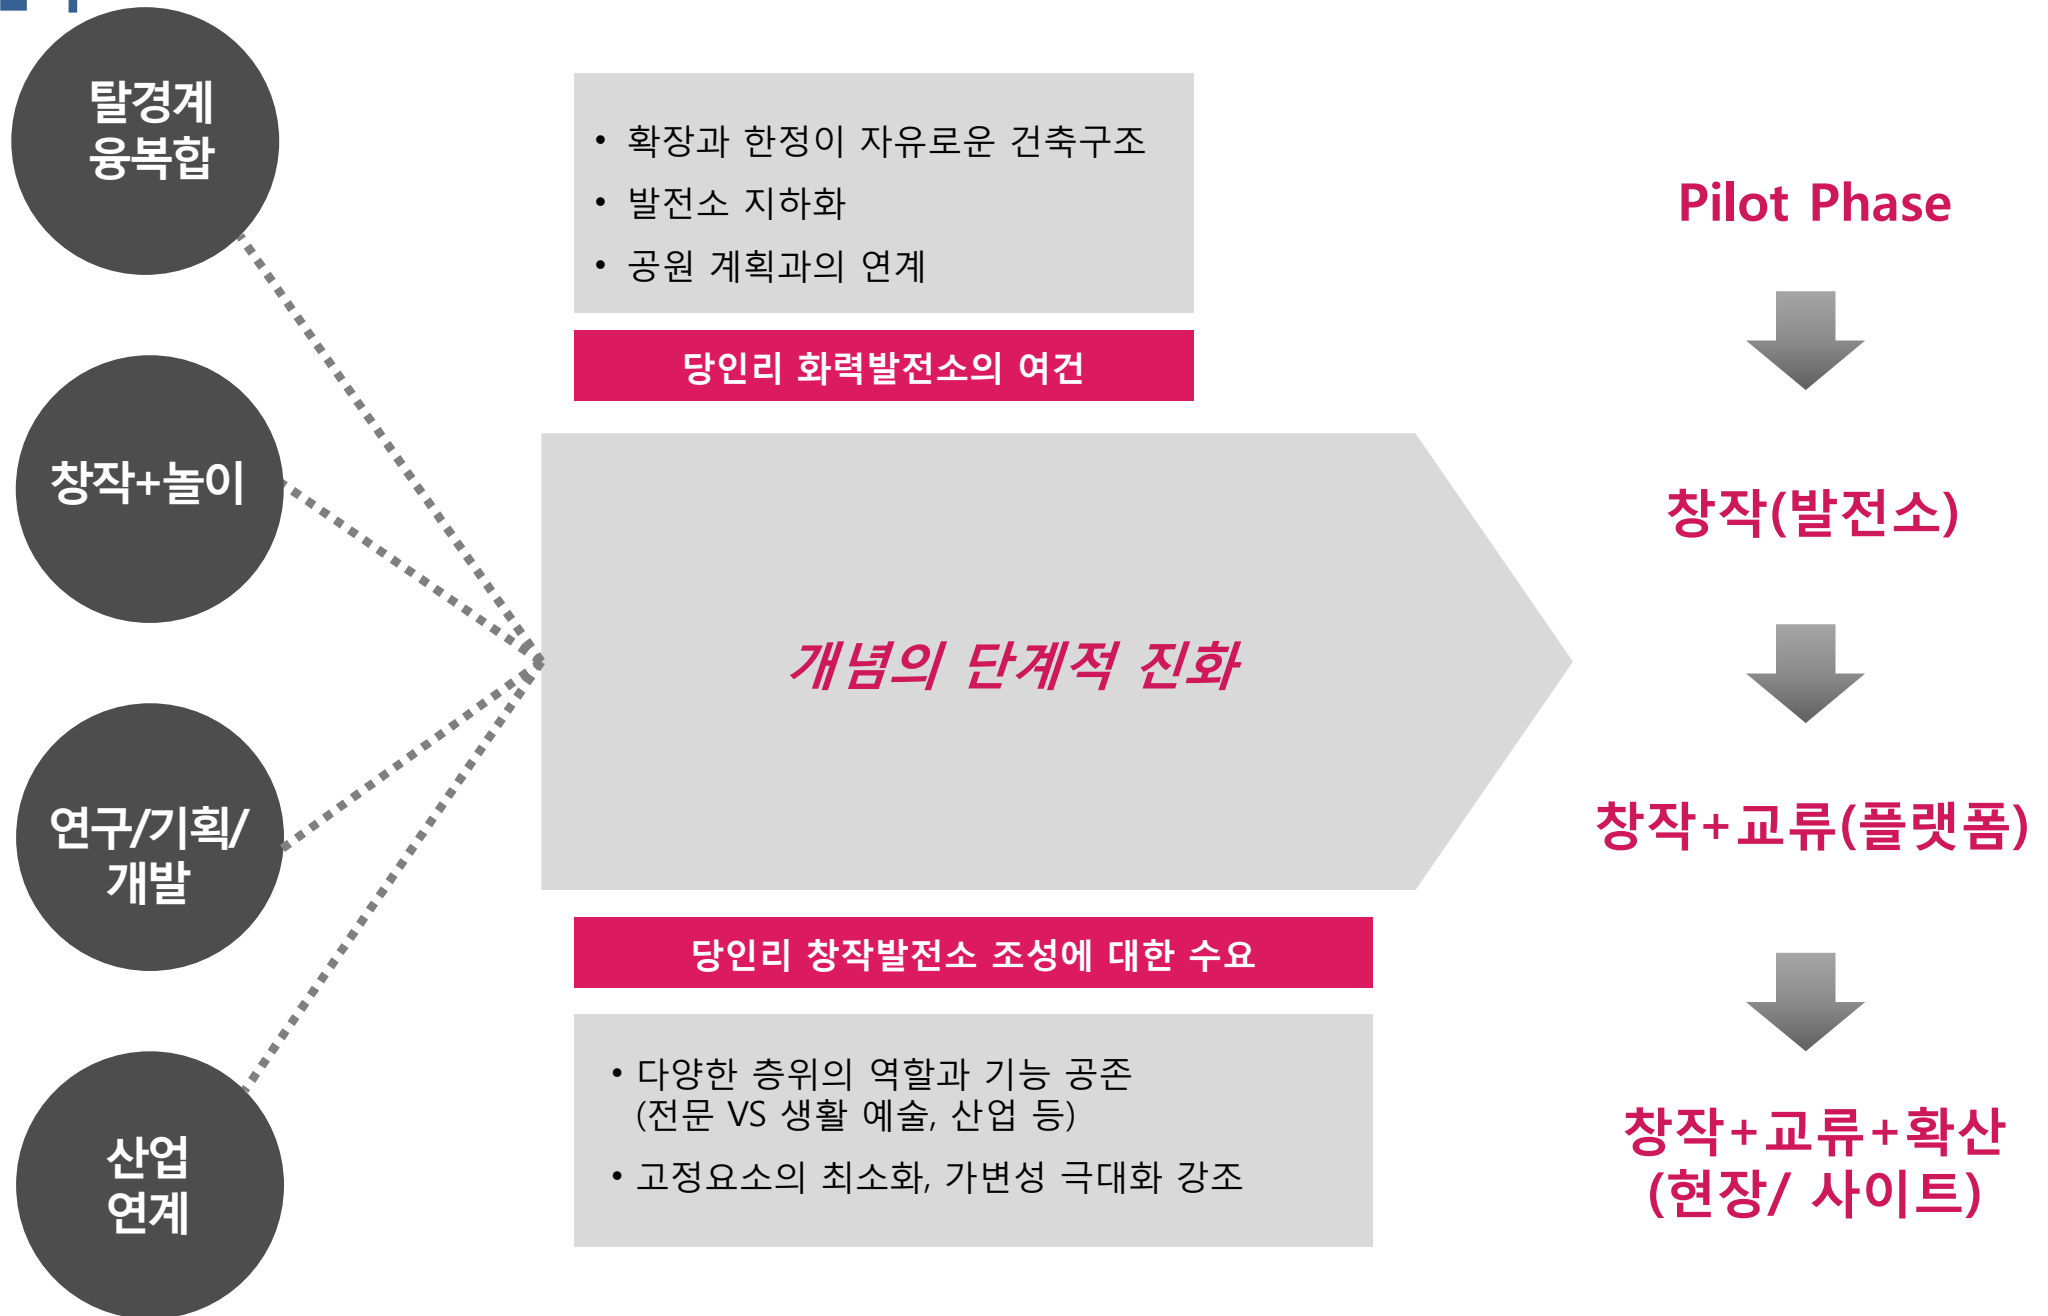 탈경계
융복합
창작+놀이
연구/기획/
개발
산업
연계
• 확장과 한정이 자유로운 건축구조
• 발전소 지하화
• 공원 계획과의 연계
당인리 화력발전소의 여건
개념의 단계적 진화
당인리 창작발전소 조성에 대한 수요
• 다양한 층위의 역할과 기능 공존
(전문 VS 생활 예술, 산업 등)
• 고정요소의 최소화, 가변성 극대화 강조
Pilot Phase
창작(발전소)
창작+교류(플랫폼)
창작+교류+확산
(현장/ 사이트)